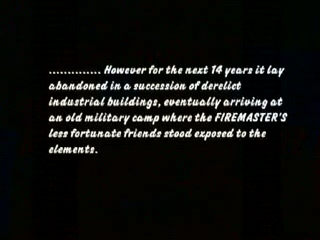 .............. However for the next 14 years it lay
abandoned in a succession of derelict
industrial buildings, eventually arriving at
an old military camp where the FIREMASTER'S
less fortunate friends stood exposed to the
elements.